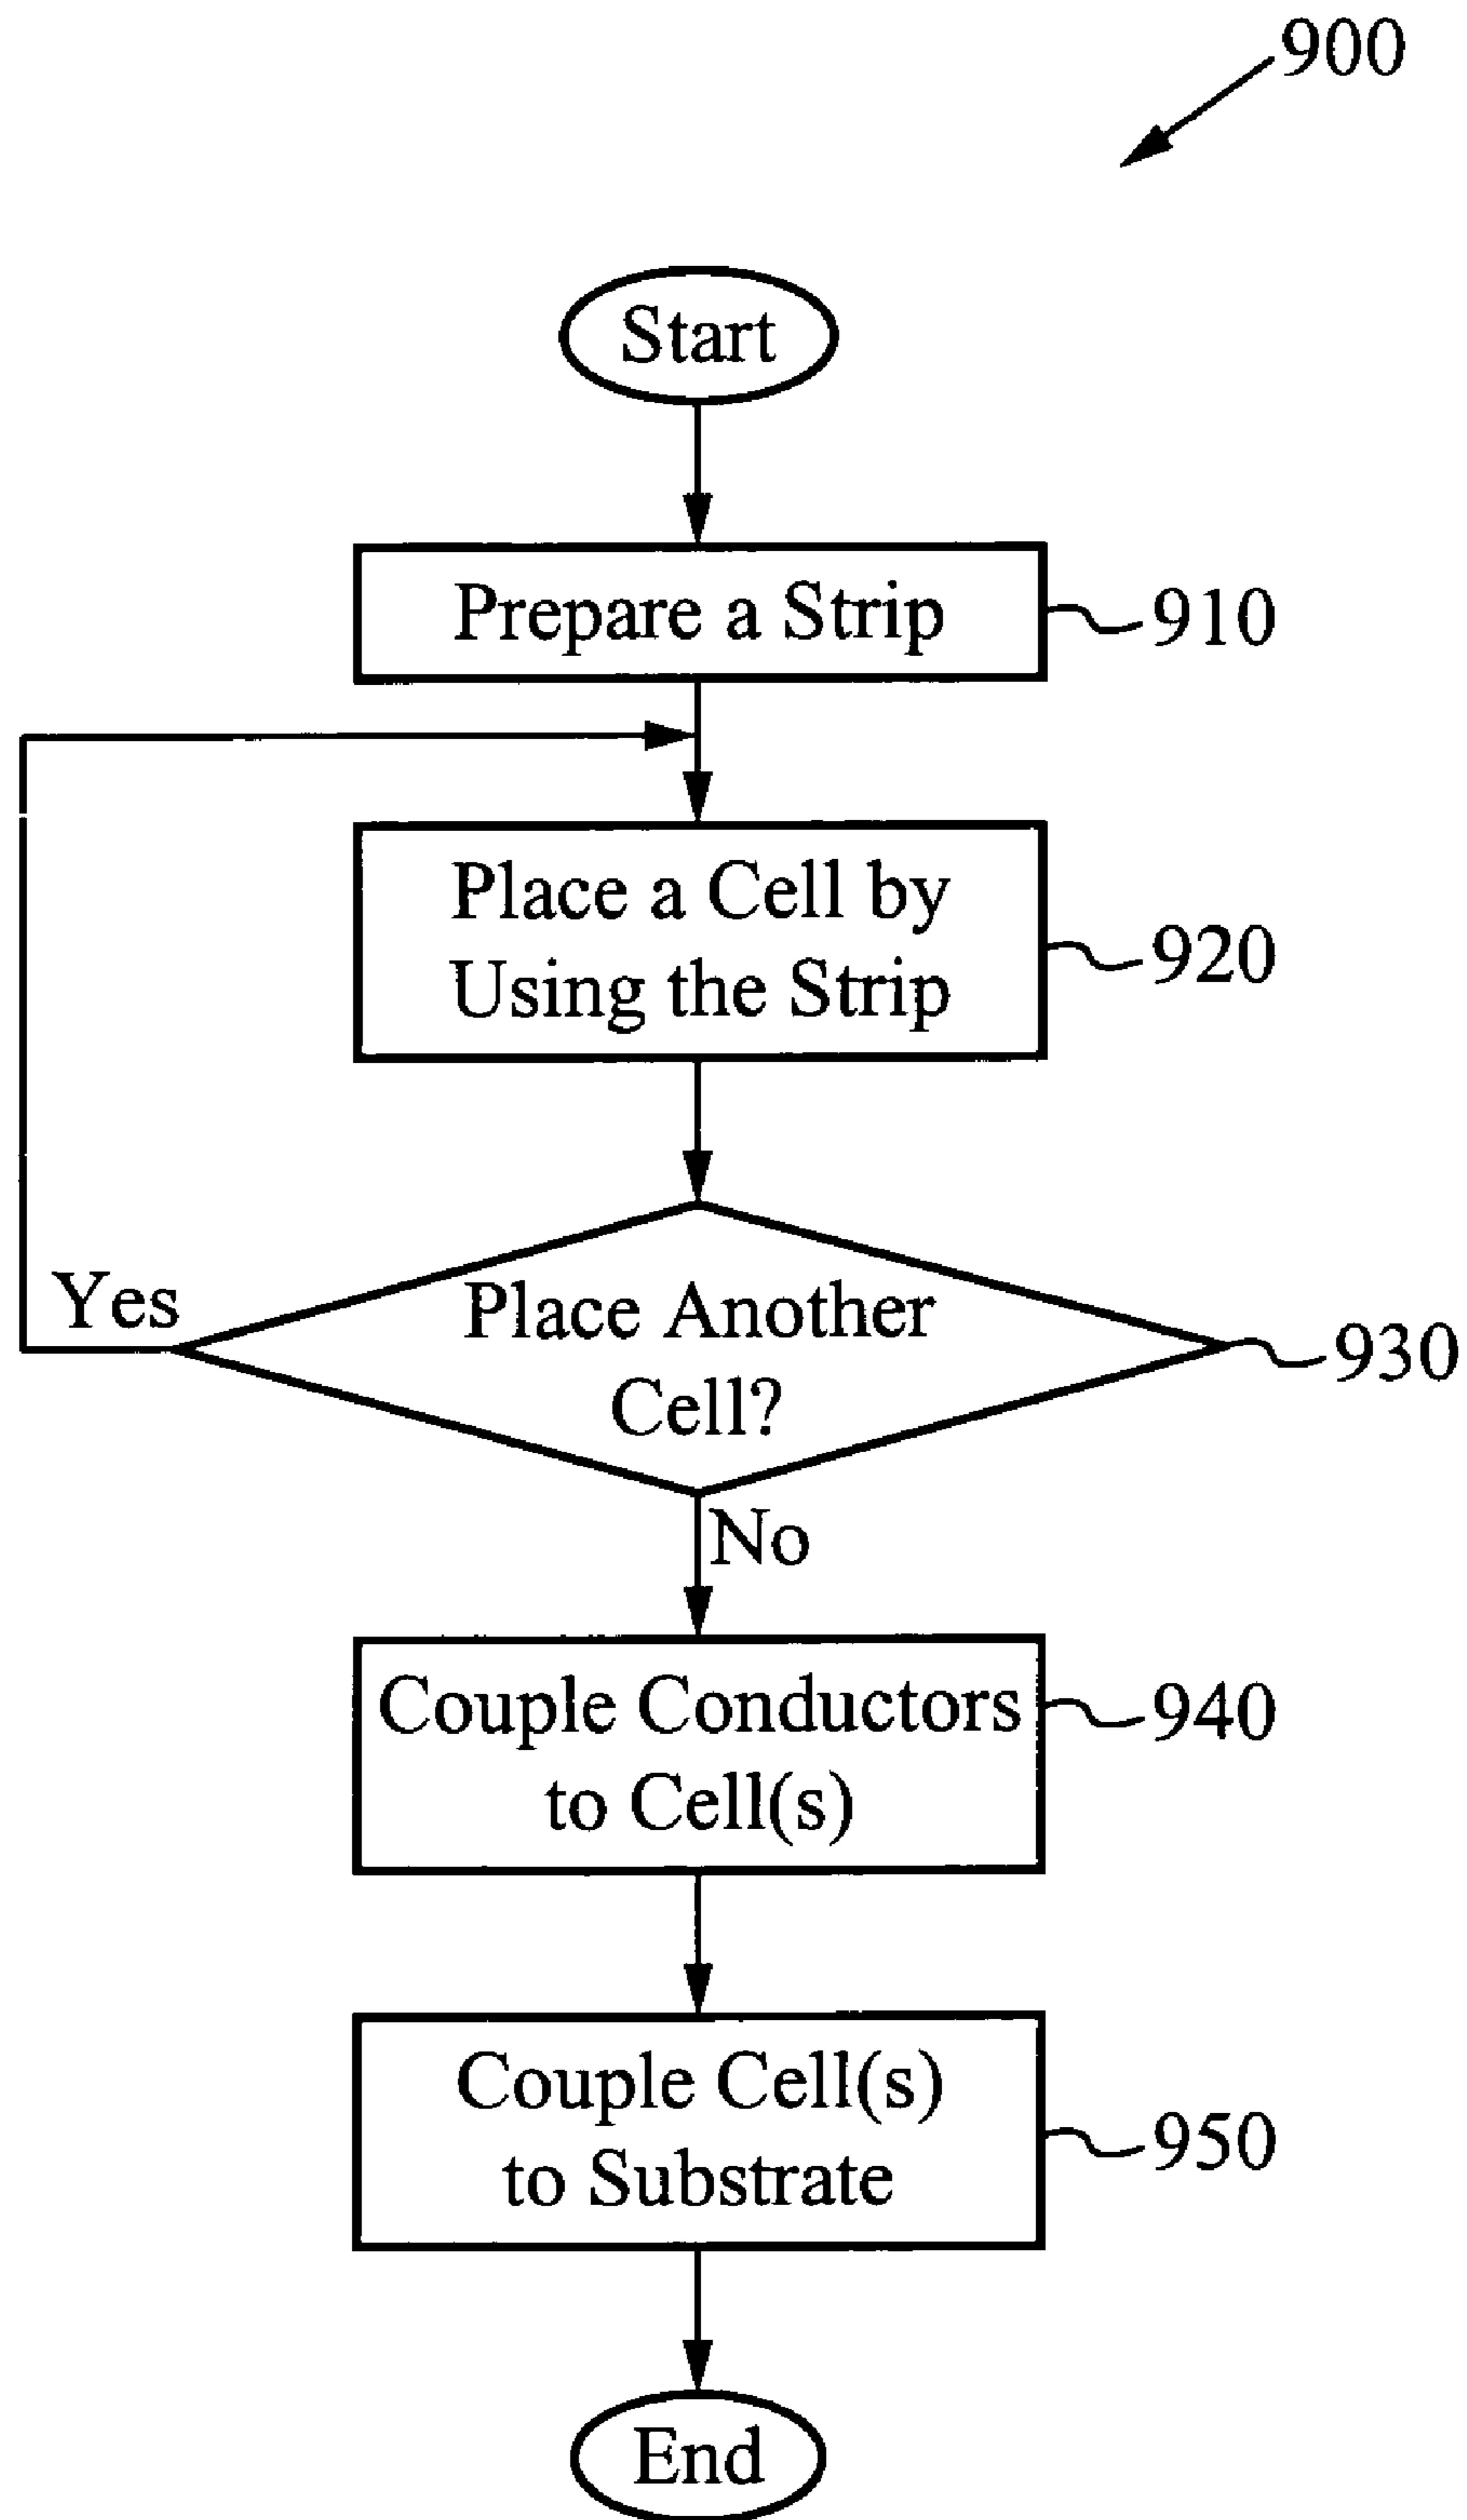 900
Start
Prepare a Strip
910
Place a Cell by
Using the Strip
920
Yes
Place Another
Cell?
930
No
Couple Conductors
to Cell(s)
940
Couple Cell(s)
to Substrate
950
End